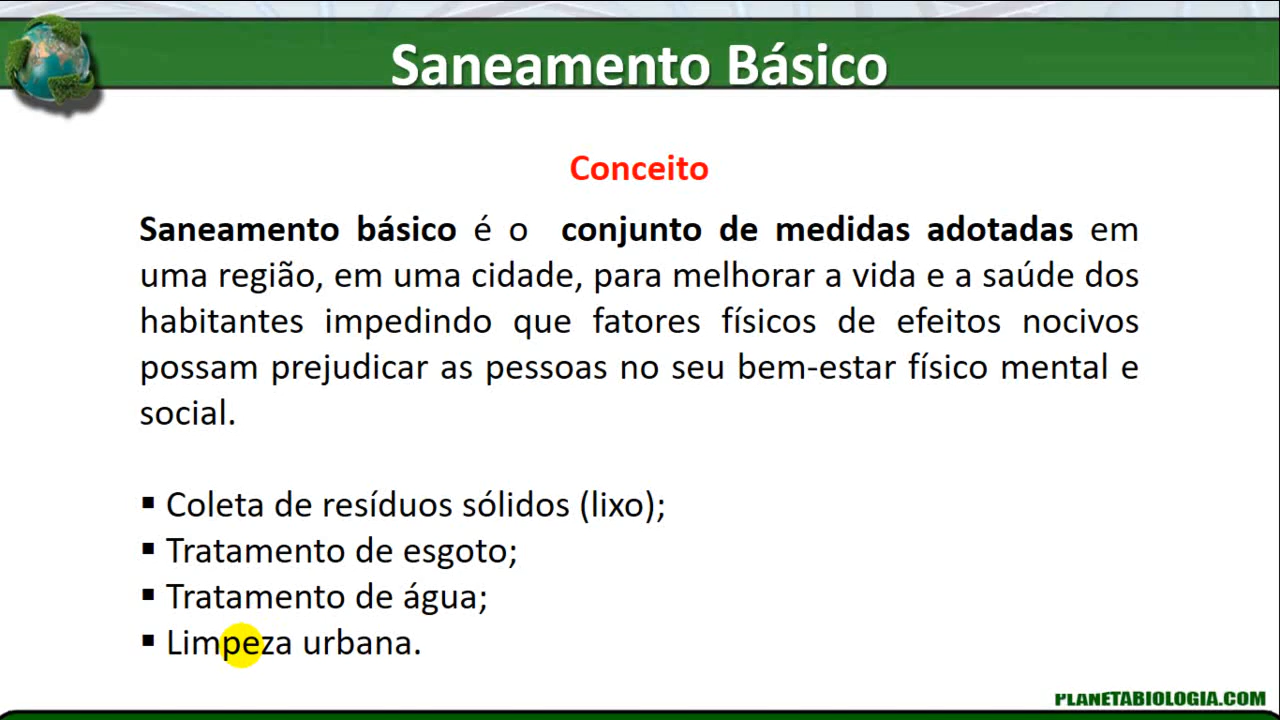 Saneamento Básico
Conceito
Saneamento básico é o conjunto de medidas adotadas em
uma região, em uma cidade, para melhorar a vida e a saúde dos
habitantes impedindo que fatores físicos de efeitos nocivos
possam prejudicar as pessoas no seu bem-estar físico mental e
social.
▪ Coleta de resíduos sólidos (lixo);
▪ Tratamento de esgoto;
▪ Tratamento de água;
▪ Limpeza urbana.
PLANETABIOLOGIA.COM